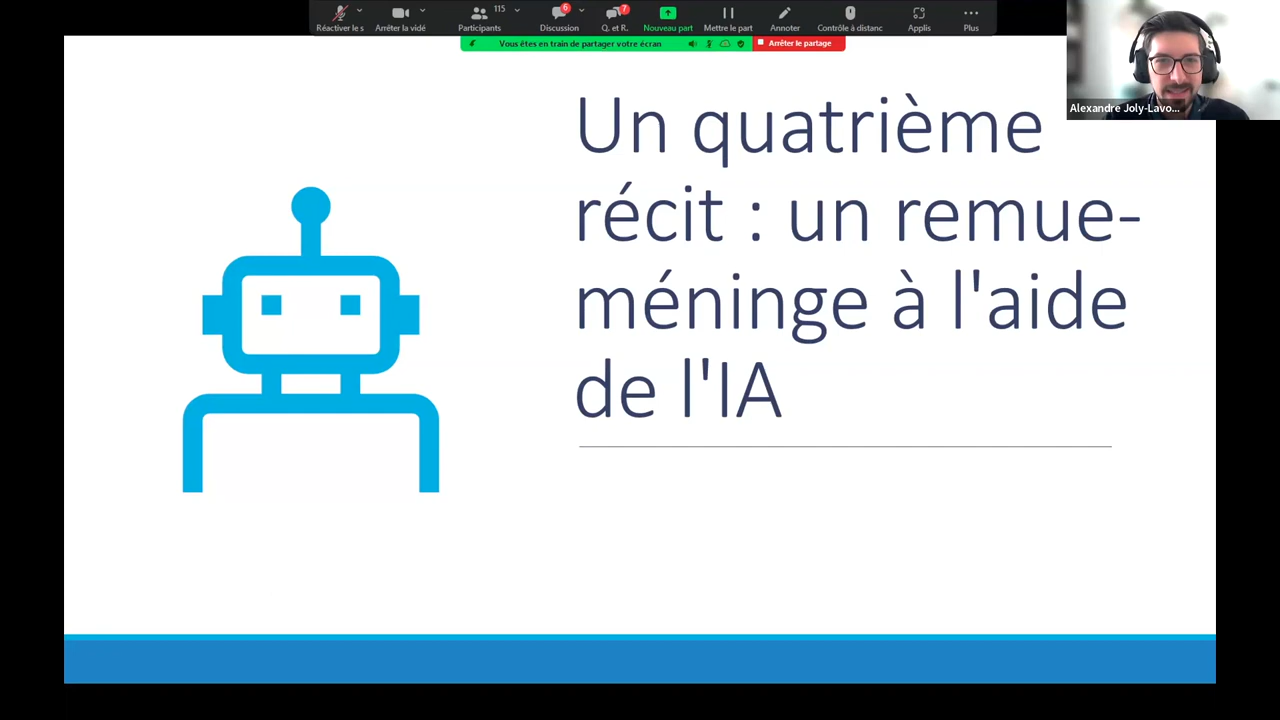 115
6
7
Réactiver le s
Arrêter la vidé
Participants
Discussion
Q. et R.
Nouveau part
Mettre le part
Annoter
Contrôle à distanc
Applis
Plus
Vous êtes en train de partager votre écran
Arrêter le partage
Alexandre Joly-Lavo...
Un quatrième
récit : un remue-
méninge à l'aide
de l'IA